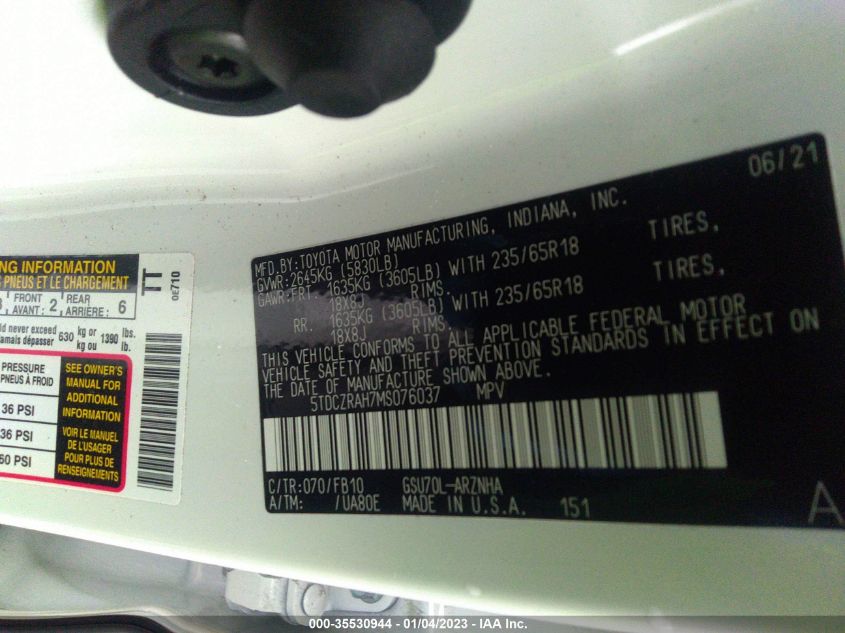 06/21
MFD.BY:TOYOTA MOTOR MANUFACTURING, INDIANA, INC.
GVWR:2645KG (5830LB)
GAWR:FRT. 1635KG (3605LB) WITH 235/65R18 TIRES,
18X8J RIMS.
RR. 1635KG (3605LB) WITH 235/65R18 TIRES,
18X8J RIMS.
THIS VEHICLE CONFORMS TO ALL APPLICABLE FEDERAL MOTOR
VEHICLE SAFETY AND THEFT PREVENTION STANDARDS IN EFFECT ON
THE DATE OF MANUFACTURE SHOWN ABOVE.
5TDCZRAH7MS076037 MPV
C/TR:070/FB10 GSU70L-ARZNHA
A/TM: /UA80E MADE IN U.S.A. 151
A
NG INFORMATION
PNEUS ET LE CHARGEMENT
FRONT 2 REAR 6
AVANT: ARRIÈRE:
TT
0E710
ld never exceed 630 kg or 1390 lbs.
jamais dépasser kg ou lb.
PRESSURE
PNEUS À FROID
36 PSI
36 PSI
60 PSI
SEE OWNER'S
MANUAL FOR
ADDITIONAL
INFORMATION
VOIR LE MANUEL
DE L'USAGER
POUR PLUS DE
RENSEIGNEMENTS
000-35530944 - 01/04/2023 - IAA Inc.